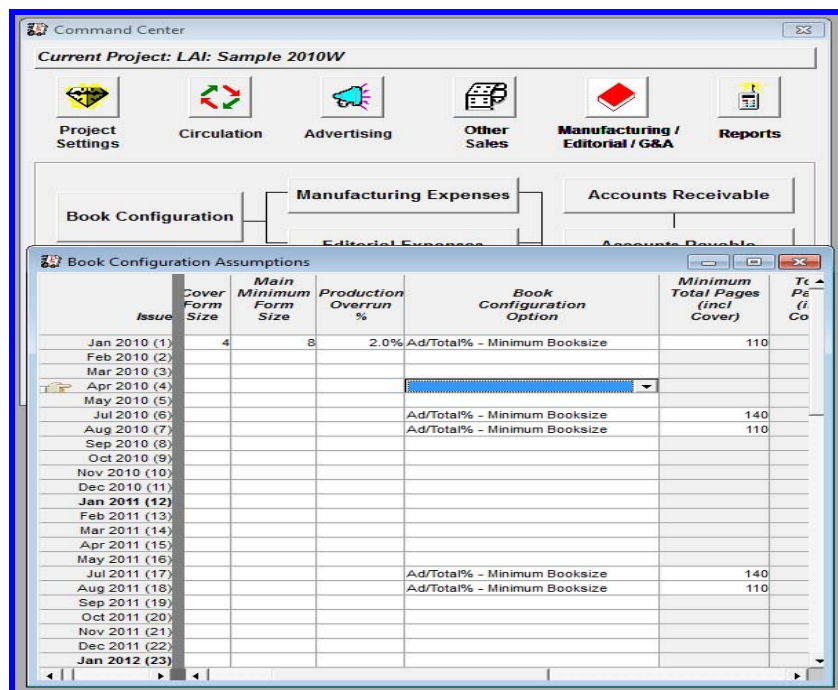 Command Center
Current Project: LAI: Sample 2010W
Project Settings
Circulation
Advertising
Other Sales
Manufacturing / Editorial / G&A
Reports
Book Configuration
Manufacturing Expenses
Accounts Receivable
Editorial Expenses
Accounts Payable
Book Configuration Assumptions
Issue Cover Form Size Main Minimum Form Size Production Overrun % Book Configuration Option Minimum Total Pages (incl Cover)
Jan 2010 (1) 4 8 2.0% Ad/Total% - Minimum Booksize 110
Feb 2010 (2)
Mar 2010 (3)
Apr 2010 (4)
May 2010 (5)
Jul 2010 (6) Ad/Total% - Minimum Booksize 140
Aug 2010 (7) Ad/Total% - Minimum Booksize 110
Sep 2010 (8)
Oct 2010 (9)
Nov 2010 (10)
Dec 2010 (11)
Jan 2011 (12)
Feb 2011 (13)
Mar 2011 (14)
Apr 2011 (15)
May 2011 (16)
Jul 2011 (17) Ad/Total% - Minimum Booksize 140
Aug 2011 (18) Ad/Total% - Minimum Booksize 110
Sep 2011 (19)
Oct 2011 (20)
Nov 2011 (21)
Dec 2011 (22)
Jan 2012 (23)